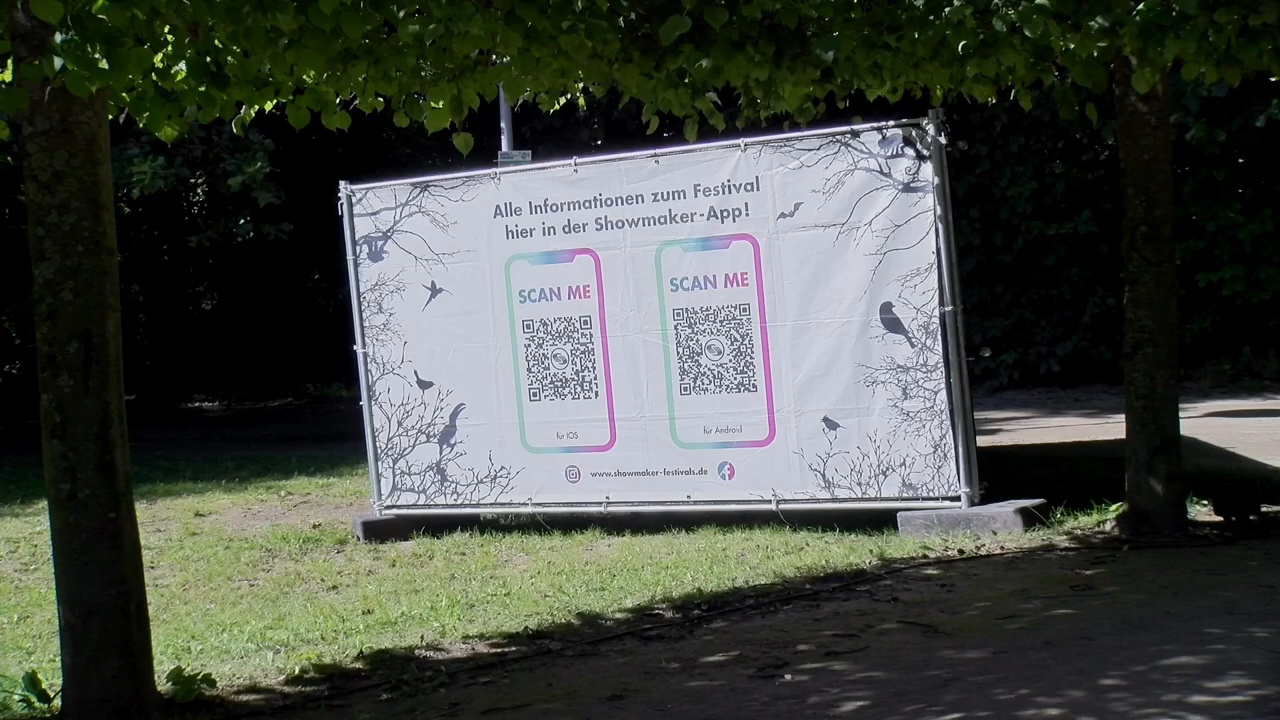 Alle Informationen zum Festival
hier in der Showmaker-App!
SCAN ME
für IOS
SCAN ME
für Android
www.showmaker-festivals.de